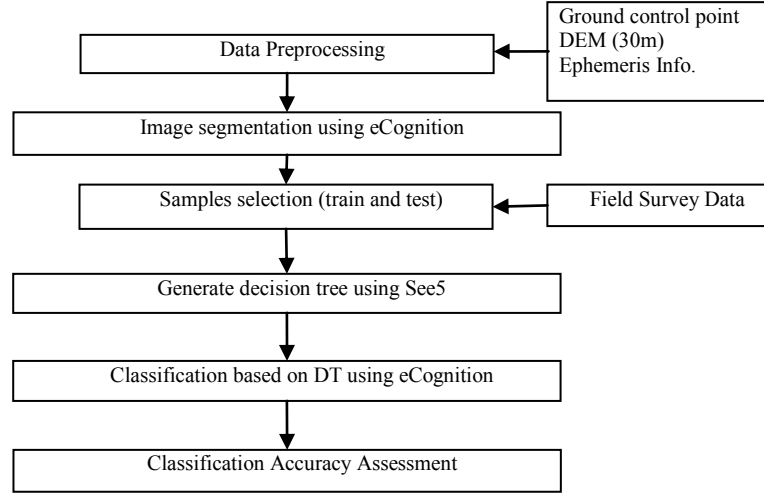 Ground control point
DEM (30m)
Ephemeris Info.
Data Preprocessing
Image segmentation using eCognition
Samples selection (train and test)
Field Survey Data
Generate decision tree using See5
Classification based on DT using eCognition
Classification Accuracy Assessment